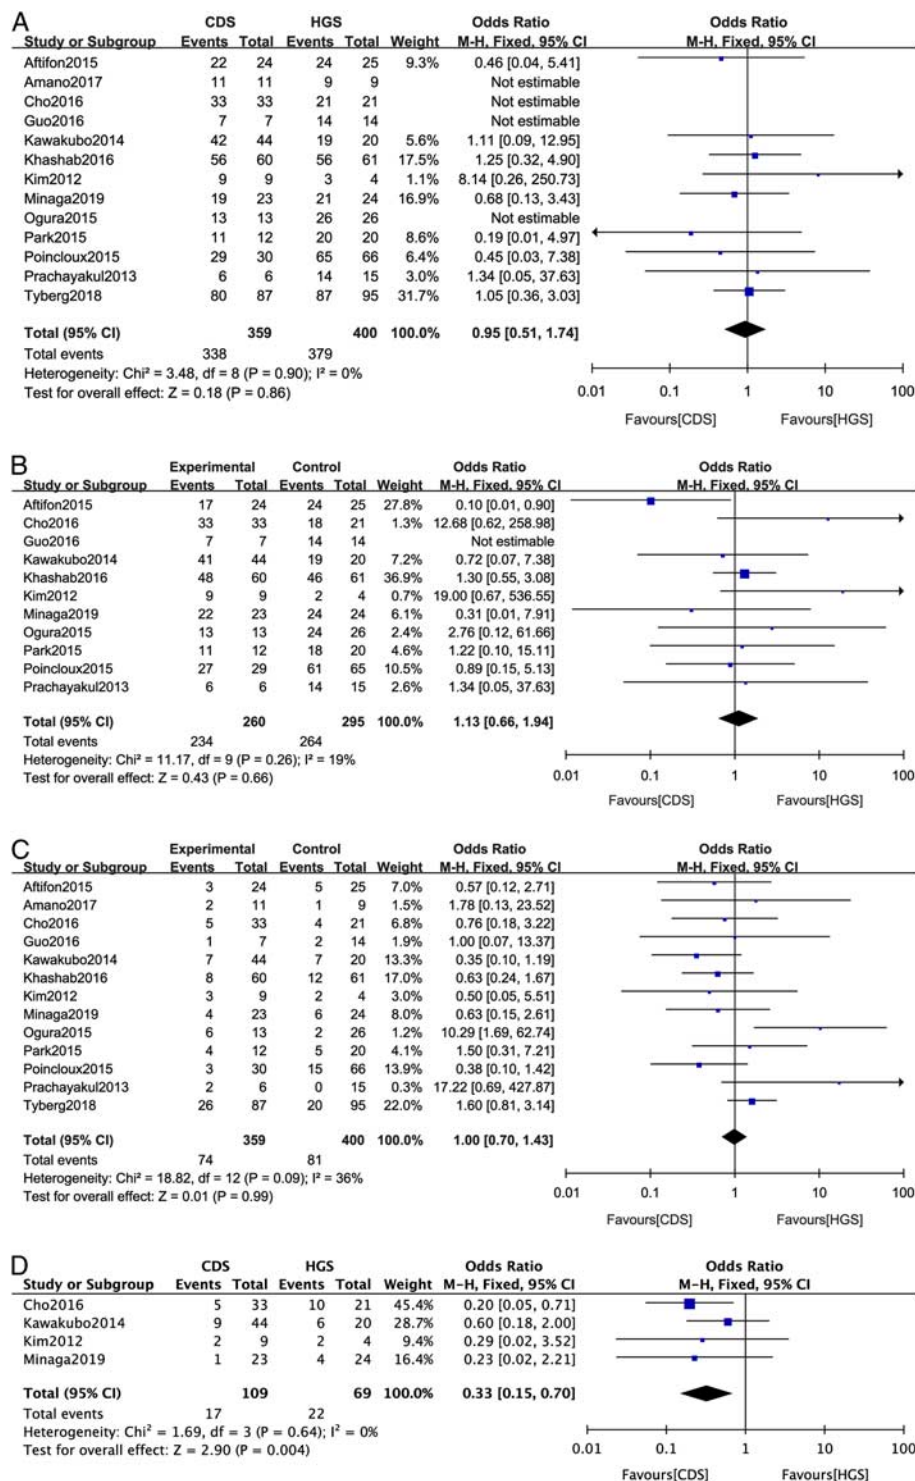 A
CDS HGS Odds Ratio Odds Ratio
Study or Subgroup Events Total Events Total Weight M-H, Fixed, 95% CI M-H, Fixed, 95% CI
Aftifon2015 22 24 24 25 9.3% 0.46 [0.04, 5.41]
Amano2017 11 11 9 9 Not estimable
Cho2016 33 33 21 21 Not estimable
Guo2016 7 7 14 14 Not estimable
Kawakubo2014 42 44 19 20 5.6% 1.11 [0.09, 12.95]
Khashab2016 56 60 56 61 17.5% 1.25 [0.32, 4.90]
Kim2012 9 9 3 4 1.1% 8.14 [0.26, 250.73]
Minaga2019 19 23 21 24 16.9% 0.68 [0.13, 3.43]
Ogura2015 13 13 26 26 Not estimable
Park2015 11 12 20 20 8.6% 0.19 [0.01, 4.97]
Poincloux2015 29 30 65 66 6.4% 0.45 [0.03, 7.38]
Prachayakul2013 6 6 14 15 3.0% 1.34 [0.05, 37.63]
Tyberg2018 80 87 87 95 31.7% 1.05 [0.36, 3.03]
Total (95% CI) 359 400 100.0% 0.95 [0.51, 1.74]
Total events 338 379
Heterogeneity: Chi² = 3.48, df = 8 (P = 0.90); I² = 0%
Test for overall effect: Z = 0.18 (P = 0.86)
0.01 0.1 1 10 100
Favours[CDS] Favours[HGS]
B
Experimental Control Odds Ratio Odds Ratio
Study or Subgroup Events Total Events Total Weight M-H, Fixed, 95% CI M-H, Fixed, 95% CI
Aftifon2015 17 24 24 25 27.8% 0.10 [0.01, 0.90]
Cho2016 33 33 18 21 1.3% 12.68 [0.62, 258.98]
Guo2016 7 7 14 14 Not estimable
Kawakubo2014 41 44 19 20 7.2% 0.72 [0.07, 7.38]
Khashab2016 48 60 46 61 36.9% 1.30 [0.55, 3.08]
Kim2012 9 9 2 4 0.7% 19.00 [0.67, 536.55]
Minaga2019 22 23 24 24 6.1% 0.31 [0.01, 7.91]
Ogura2015 13 13 24 26 2.4% 2.76 [0.12, 61.66]
Park2015 11 12 18 20 4.6% 1.22 [0.10, 15.11]
Poincloux2015 27 29 61 65 10.5% 0.89 [0.15, 5.13]
Prachayakul2013 6 6 14 15 2.6% 1.34 [0.05, 37.63]
Total (95% CI) 260 295 100.0% 1.13 [0.66, 1.94]
Total events 234 264
Heterogeneity: Chi² = 11.17, df = 9 (P = 0.26); I² = 19%
Test for overall effect: Z = 0.43 (P = 0.66)
0.01 0.1 1 10 100
Favours[CDS] Favours[HGS]
C
Experimental Control Odds Ratio Odds Ratio
Study or Subgroup Events Total Events Total Weight M-H, Fixed, 95% CI M-H, Fixed, 95% CI
Aftifon2015 3 24 5 25 7.0% 0.57 [0.12, 2.71]
Amano2017 2 11 1 9 1.5% 1.78 [0.13, 23.52]
Cho2016 5 33 4 21 6.8% 0.76 [0.18, 3.22]
Guo2016 1 7 2 14 1.9% 1.00 [0.07, 13.37]
Kawakubo2014 7 44 7 20 13.3% 0.35 [0.10, 1.19]
Khashab2016 8 60 12 61 17.0% 0.63 [0.24, 1.67]
Kim2012 3 9 2 4 3.0% 0.50 [0.05, 5.51]
Minaga2019 4 23 6 24 8.0% 0.63 [0.15, 2.61]
Ogura2015 6 13 2 26 1.2% 10.29 [1.69, 62.74]
Park2015 4 12 5 20 4.1% 1.50 [0.31, 7.21]
Poincloux2015 3 30 15 66 13.9% 0.38 [0.10, 1.42]
Prachayakul2013 2 6 0 15 0.3% 17.22 [0.69, 427.87]
Tyberg2018 26 87 20 95 22.0% 1.60 [0.81, 3.14]
Total (95% CI) 359 400 100.0% 1.00 [0.70, 1.43]
Total events 74 81
Heterogeneity: Chi² = 18.82, df = 12 (P = 0.09); I² = 36%
Test for overall effect: Z = 0.01 (P = 0.99)
0.01 0.1 1 10 100
Favours[CDS] Favours[HGS]
D
CDS HGS Odds Ratio Odds Ratio
Study or Subgroup Events Total Events Total Weight M-H, Fixed, 95% CI M-H, Fixed, 95% CI
Cho2016 5 33 10 21 45.4% 0.20 [0.05, 0.71]
Kawakubo2014 9 44 6 20 28.7% 0.60 [0.18, 2.00]
Kim2012 2 9 2 4 9.4% 0.29 [0.02, 3.52]
Minaga2019 1 23 4 24 16.4% 0.23 [0.02, 2.21]
Total (95% CI) 109 69 100.0% 0.33 [0.15, 0.70]
Total events 17 22
Heterogeneity: Chi² = 1.69, df = 3 (P = 0.64); I² = 0%
Test for overall effect: Z = 2.90 (P = 0.004)
0.01 0.1 1 10 100
Favours[CDS] Favours[HGS]